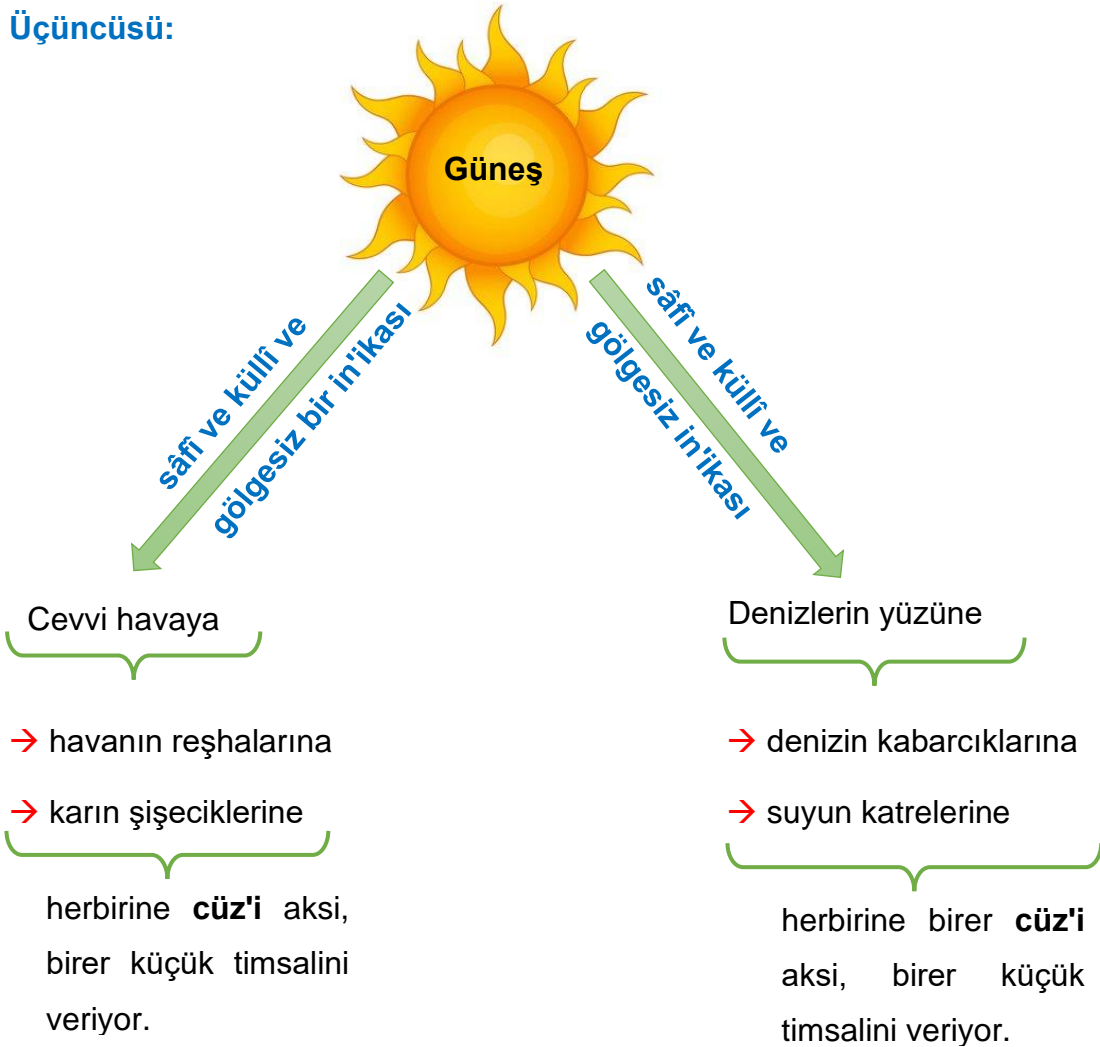 Üçüncüsü:
Güneş
sâfî ve küllî ve
gölgesiz bir in'ikası
sâfî ve küllî ve
gölgesiz in'ikası
Cevvi havaya
→ havanın reşhalarına
→ karın şişeciklerine
herbirine cüz'i aksi,
birer küçük timsalini
veriyor.
Denizlerin yüzüne
→ denizin kabarcıklarına
→ suyun katrelerine
herbirine birer cüz'i
aksi, birer küçük
timsalini veriyor.